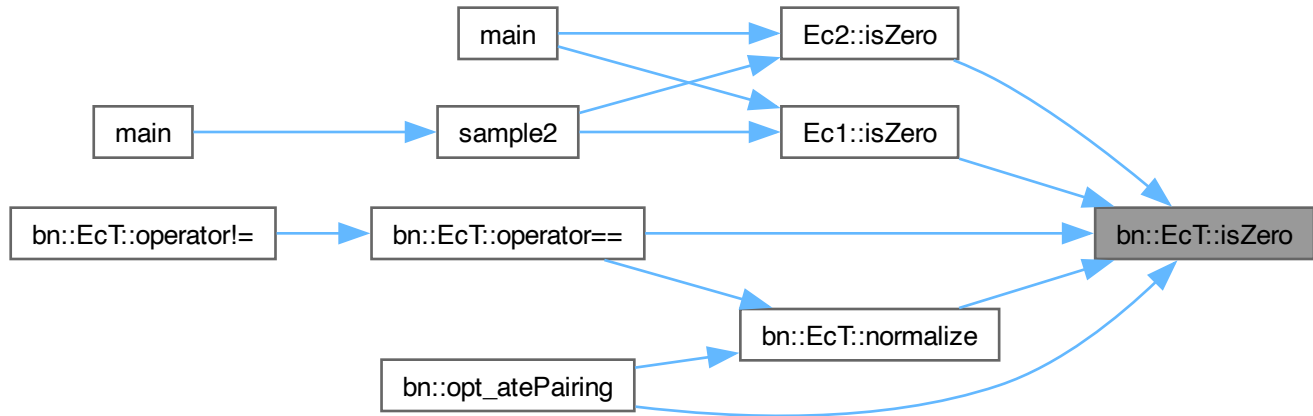 main
Ec2::isZero
main
sample2
Ec1::isZero
bn::EcT::operator!=
bn::EcT::operator==
bn::EcT::isZero
bn::EcT::normalize
bn::opt_atePairing